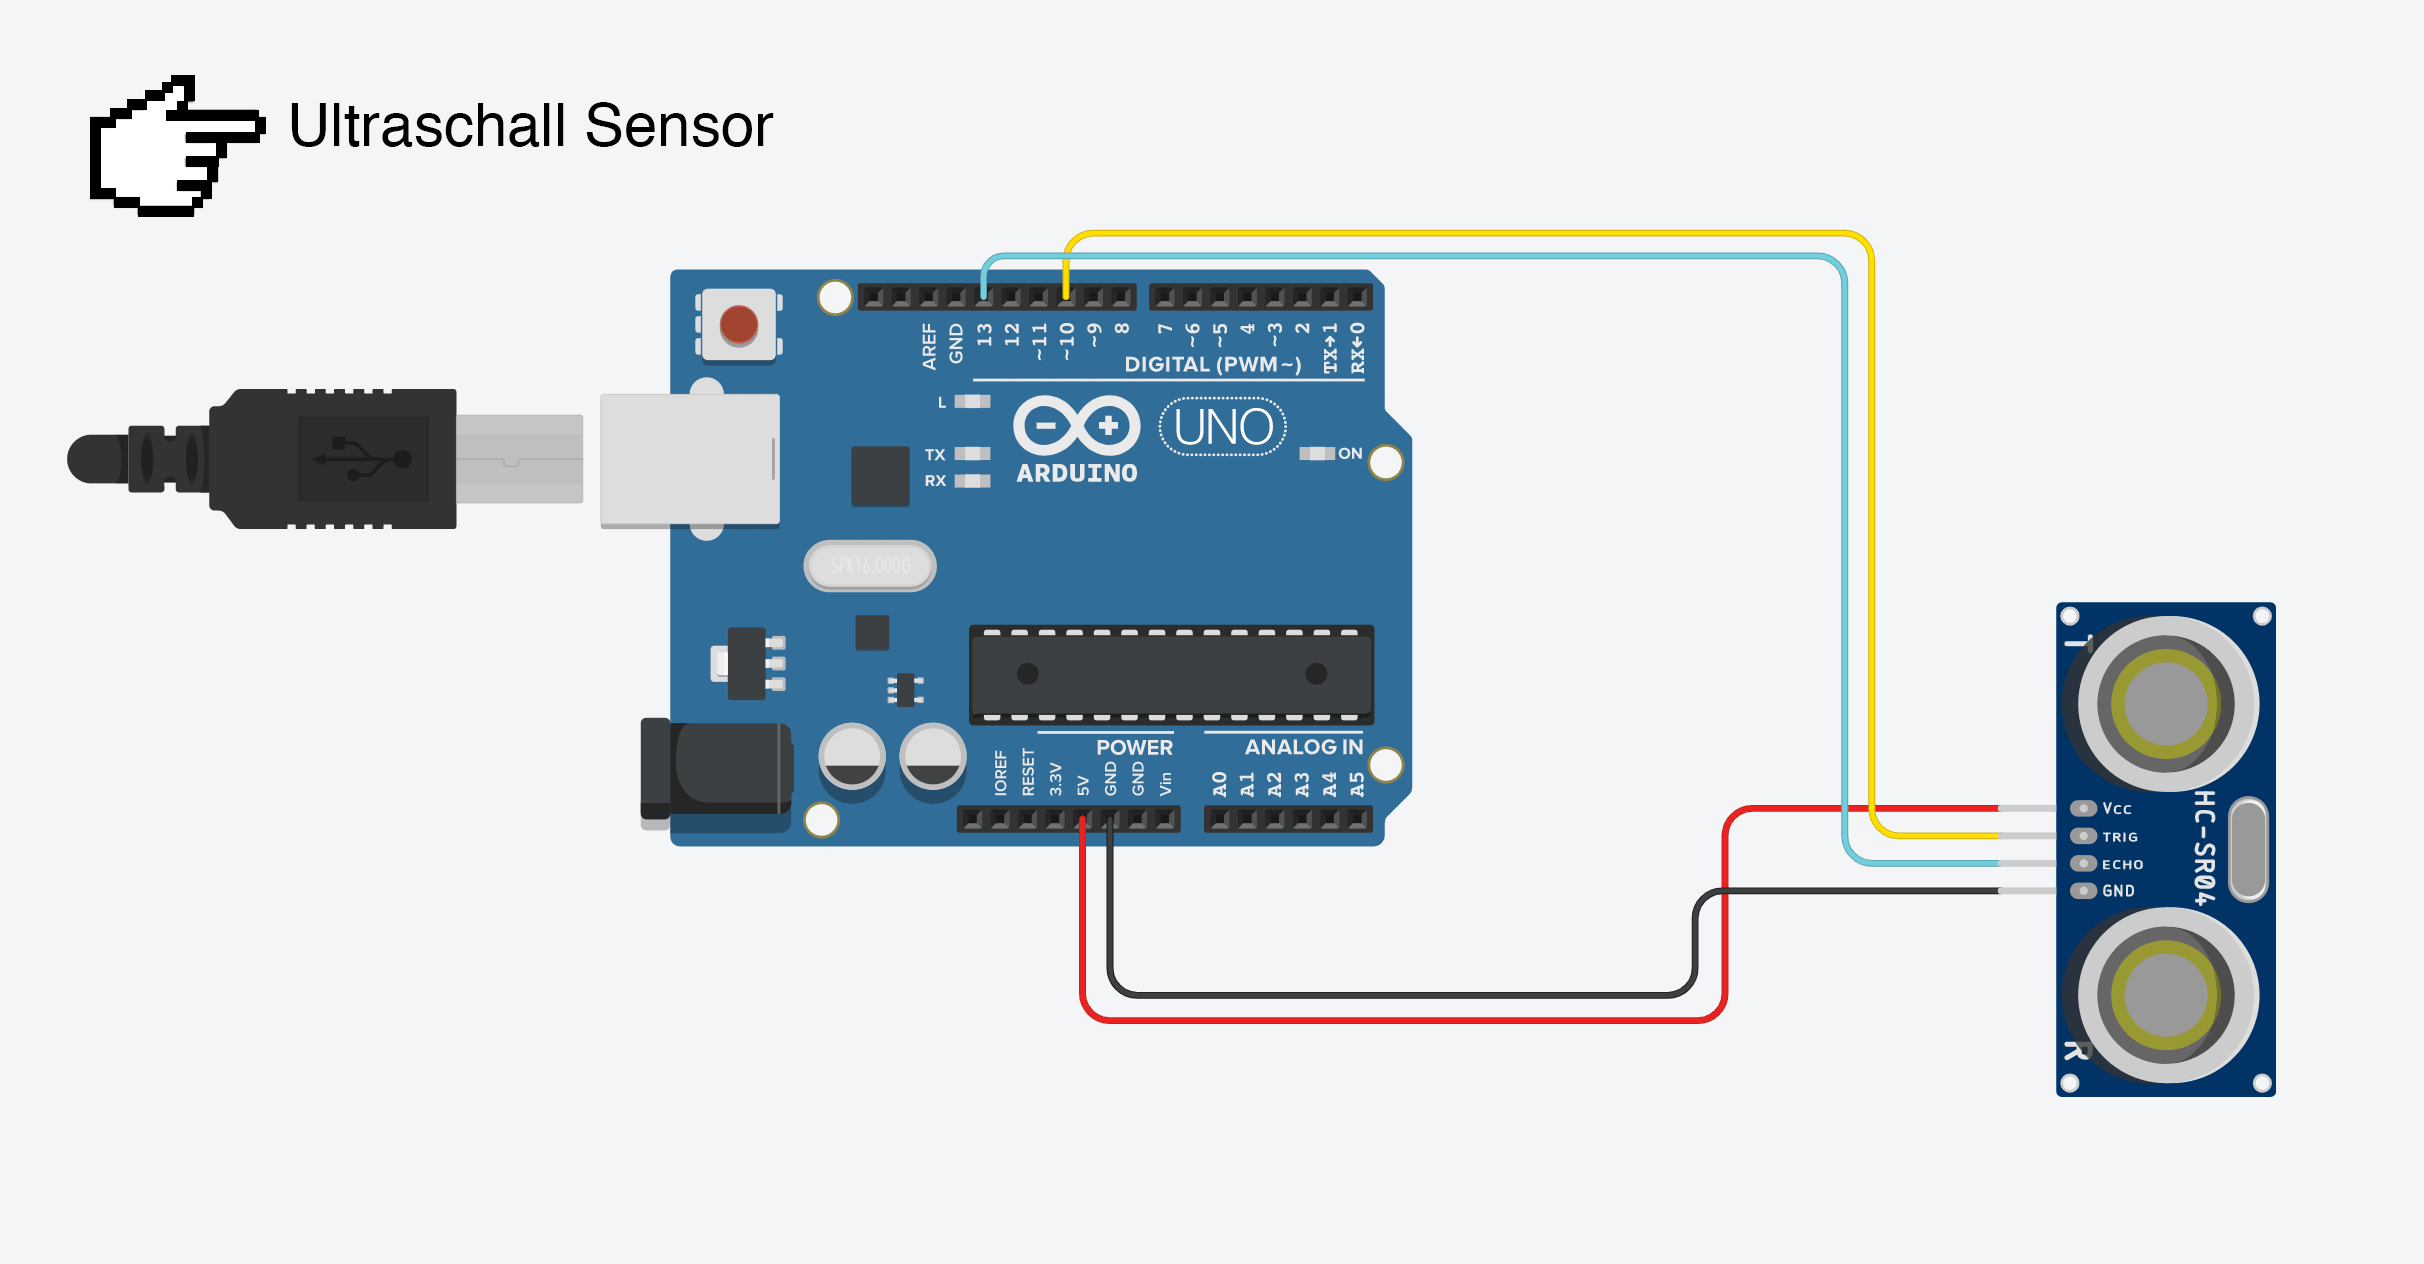 Ultraschall Sensor
AREF
GND
13
12
~11
~10
~9
8
7
~6
~5
4
~3
2
TX→1
RX←0
DIGITAL (PWM ~)
L
TX
RX
ARDUINO
UNO
ON
SPK16.000G
POWER
ANALOG IN
IOREF
RESET
3.3V
5V
GND
GND
Vin
A0
A1
A2
A3
A4
A5
T
VCC
TRIG
ECHO
GND
HC-SR04
R